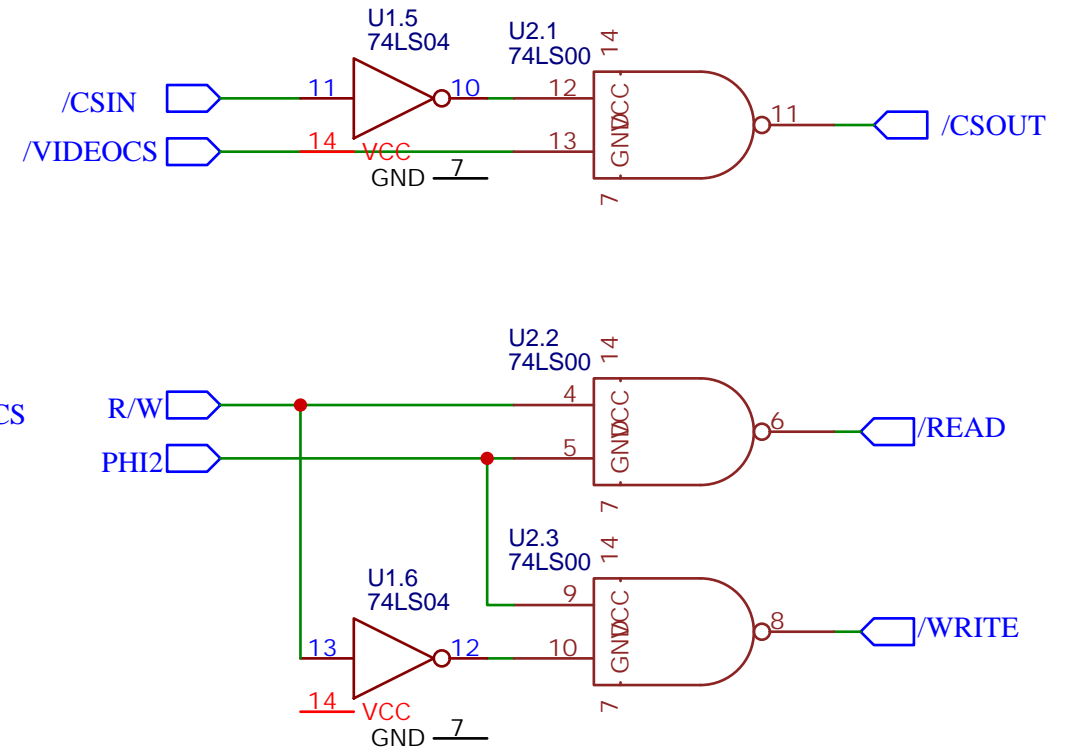 U1.5
74LS04
U2.1
74LS00
14
/CSIN
11
10
12
VCC
GND
11
/CSOUT
/VIDEOCS
14
VCC
13
GND
7
7
U2.2
74LS00
14
CS
R/W
4
VCC
GND
6
/READ
PHI2
5
7
U2.3
74LS00
14
U1.6
74LS04
9
VCC
GND
8
/WRITE
13
12
10
14
VCC
7
GND
7